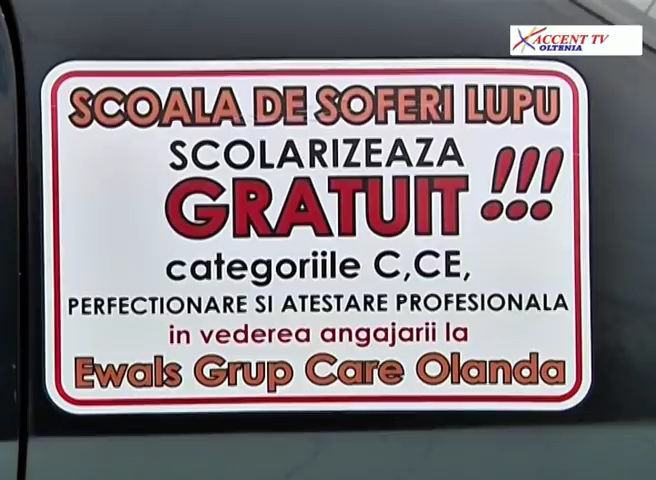 ACCENT TV
OLTENIA
SCOALA DE SOFERI LUPU
SCOLARIZEAZA
GRATUIT !!!
categoriile C,CE,
PERFECTIONARE SI ATESTARE PROFESIONALA
in vederea angajarii la
Ewals Grup Care Olanda